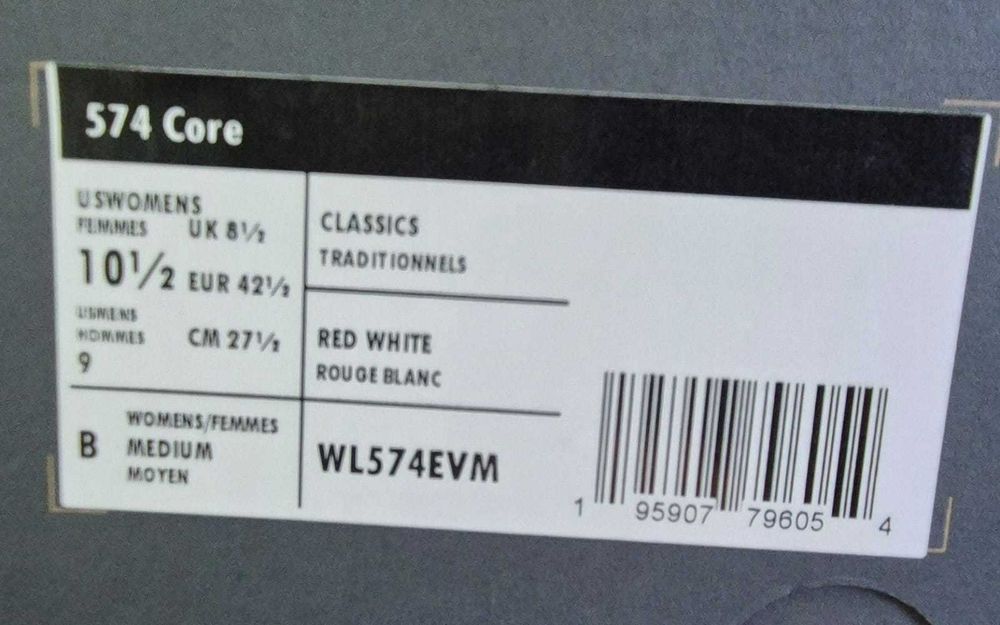 574 Core
USWOMENS
FEMMES UK 8½
10½ EUR 42½
USMENS
HOMMES CM 27½
9
B WOMENS/FEMMES
MEDIUM
MOYEN
CLASSICS
TRADITIONNELS
RED WHITE
ROUGE BLANC
WL574EVM
1 95907 79605 4